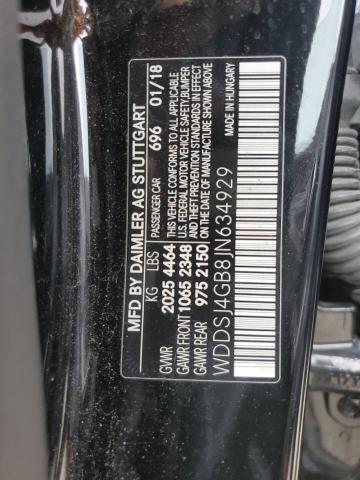 MFD BY DAIMLER AG STUTTGART
PASSENGER CAR 696 01/18
KG LBS
GVWR 2025 4464
GAWR FRONT 1065 2348
GAWR REAR 975 2150
THIS VEHICLE CONFORMS TO ALL APPLICABLE
U.S. FEDERAL MOTOR VEHICLE SAFETY, BUMPER
AND THEFT PREVENTION STANDARDS IN EFFECT
ON THE DATE OF MANUFACTURE SHOWN ABOVE
WDDSJ4GB8JN634929
MADE IN HUNGARY